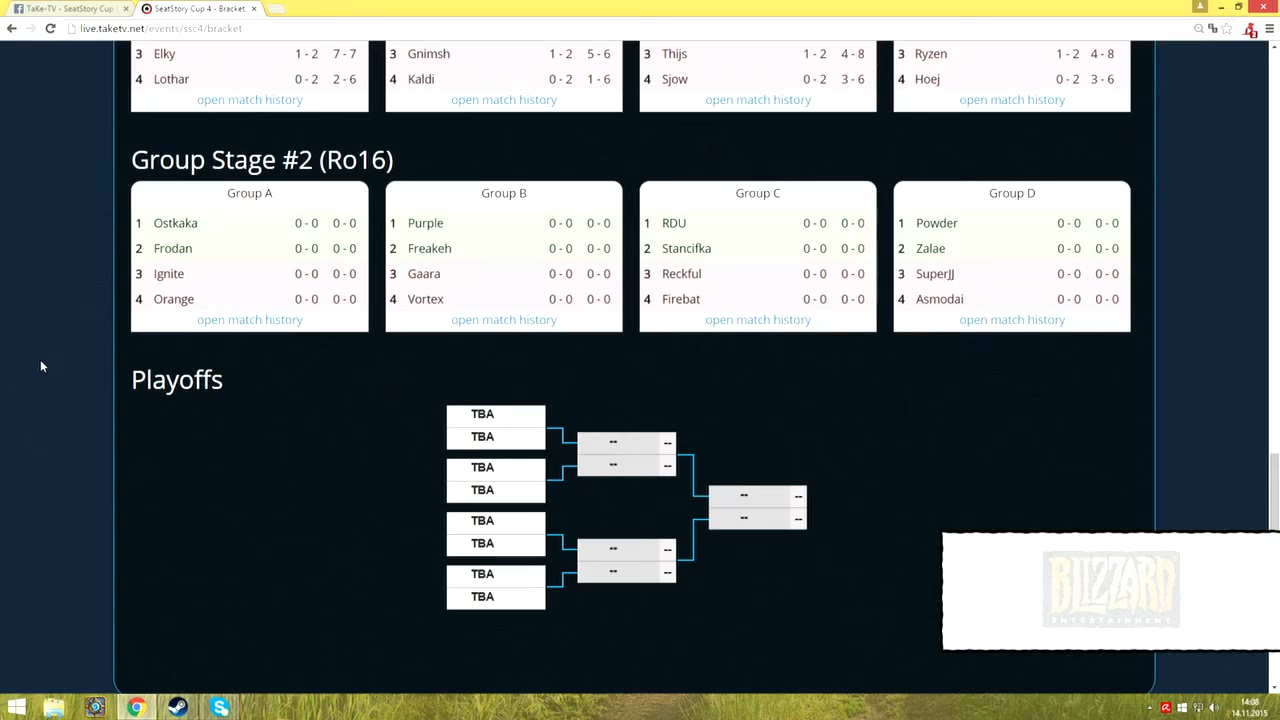 TaKe-TV - SeatStory Cup
SeatStory Cup 4 - Bracket
live.taketv.net/events/ssc4/bracket
3 Elky 1 - 2 7 - 7
4 Lothar 0 - 2 2 - 6
open match history
3 Gnimsh 1 - 2 5 - 6
4 Kaldi 0 - 2 1 - 6
open match history
3 Thijs 1 - 2 4 - 8
4 Sjow 0 - 2 3 - 6
open match history
3 Ryzen 1 - 2 4 - 8
4 Hoej 0 - 2 3 - 6
open match history
Group Stage #2 (Ro16)
Group A
1 Ostkaka 0 - 0 0 - 0
2 Frodan 0 - 0 0 - 0
3 Ignite 0 - 0 0 - 0
4 Orange 0 - 0 0 - 0
open match history
Group B
1 Purple 0 - 0 0 - 0
2 Freakeh 0 - 0 0 - 0
3 Gaara 0 - 0 0 - 0
4 Vortex 0 - 0 0 - 0
open match history
Group C
1 RDU 0 - 0 0 - 0
2 Stancifka 0 - 0 0 - 0
3 Reckful 0 - 0 0 - 0
4 Firebat 0 - 0 0 - 0
open match history
Group D
1 Powder 0 - 0 0 - 0
2 Zalae 0 - 0 0 - 0
3 SuperJJ 0 - 0 0 - 0
4 Asmodai 0 - 0 0 - 0
open match history
Playoffs
TBA
TBA
TBA
TBA
TBA
TBA
TBA
TBA
-- --
-- --
-- --
-- --
-- --
-- --
BLIZZARD
ENTERTAINMENT
14:08
14.11.2015